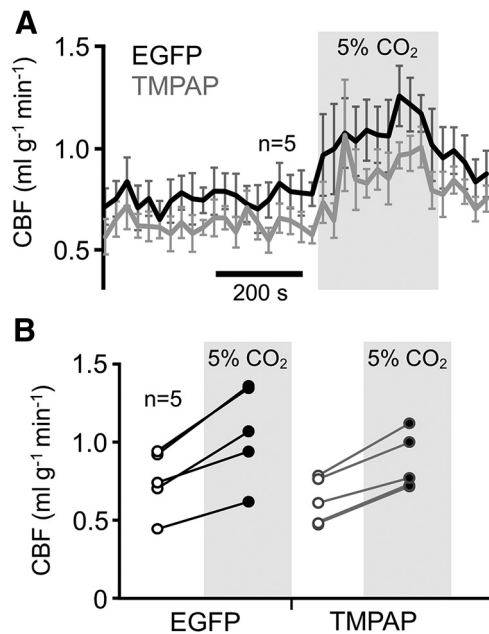 A
1.5
1.0
0.5
CBF (ml g⁻¹ min⁻¹)
EGFP
TMPAP
5% CO₂
n=5
200 s
B
1.5
1.0
0.5
0
CBF (ml g⁻¹ min⁻¹)
n=5
5% CO₂
5% CO₂
EGFP
TMPAP